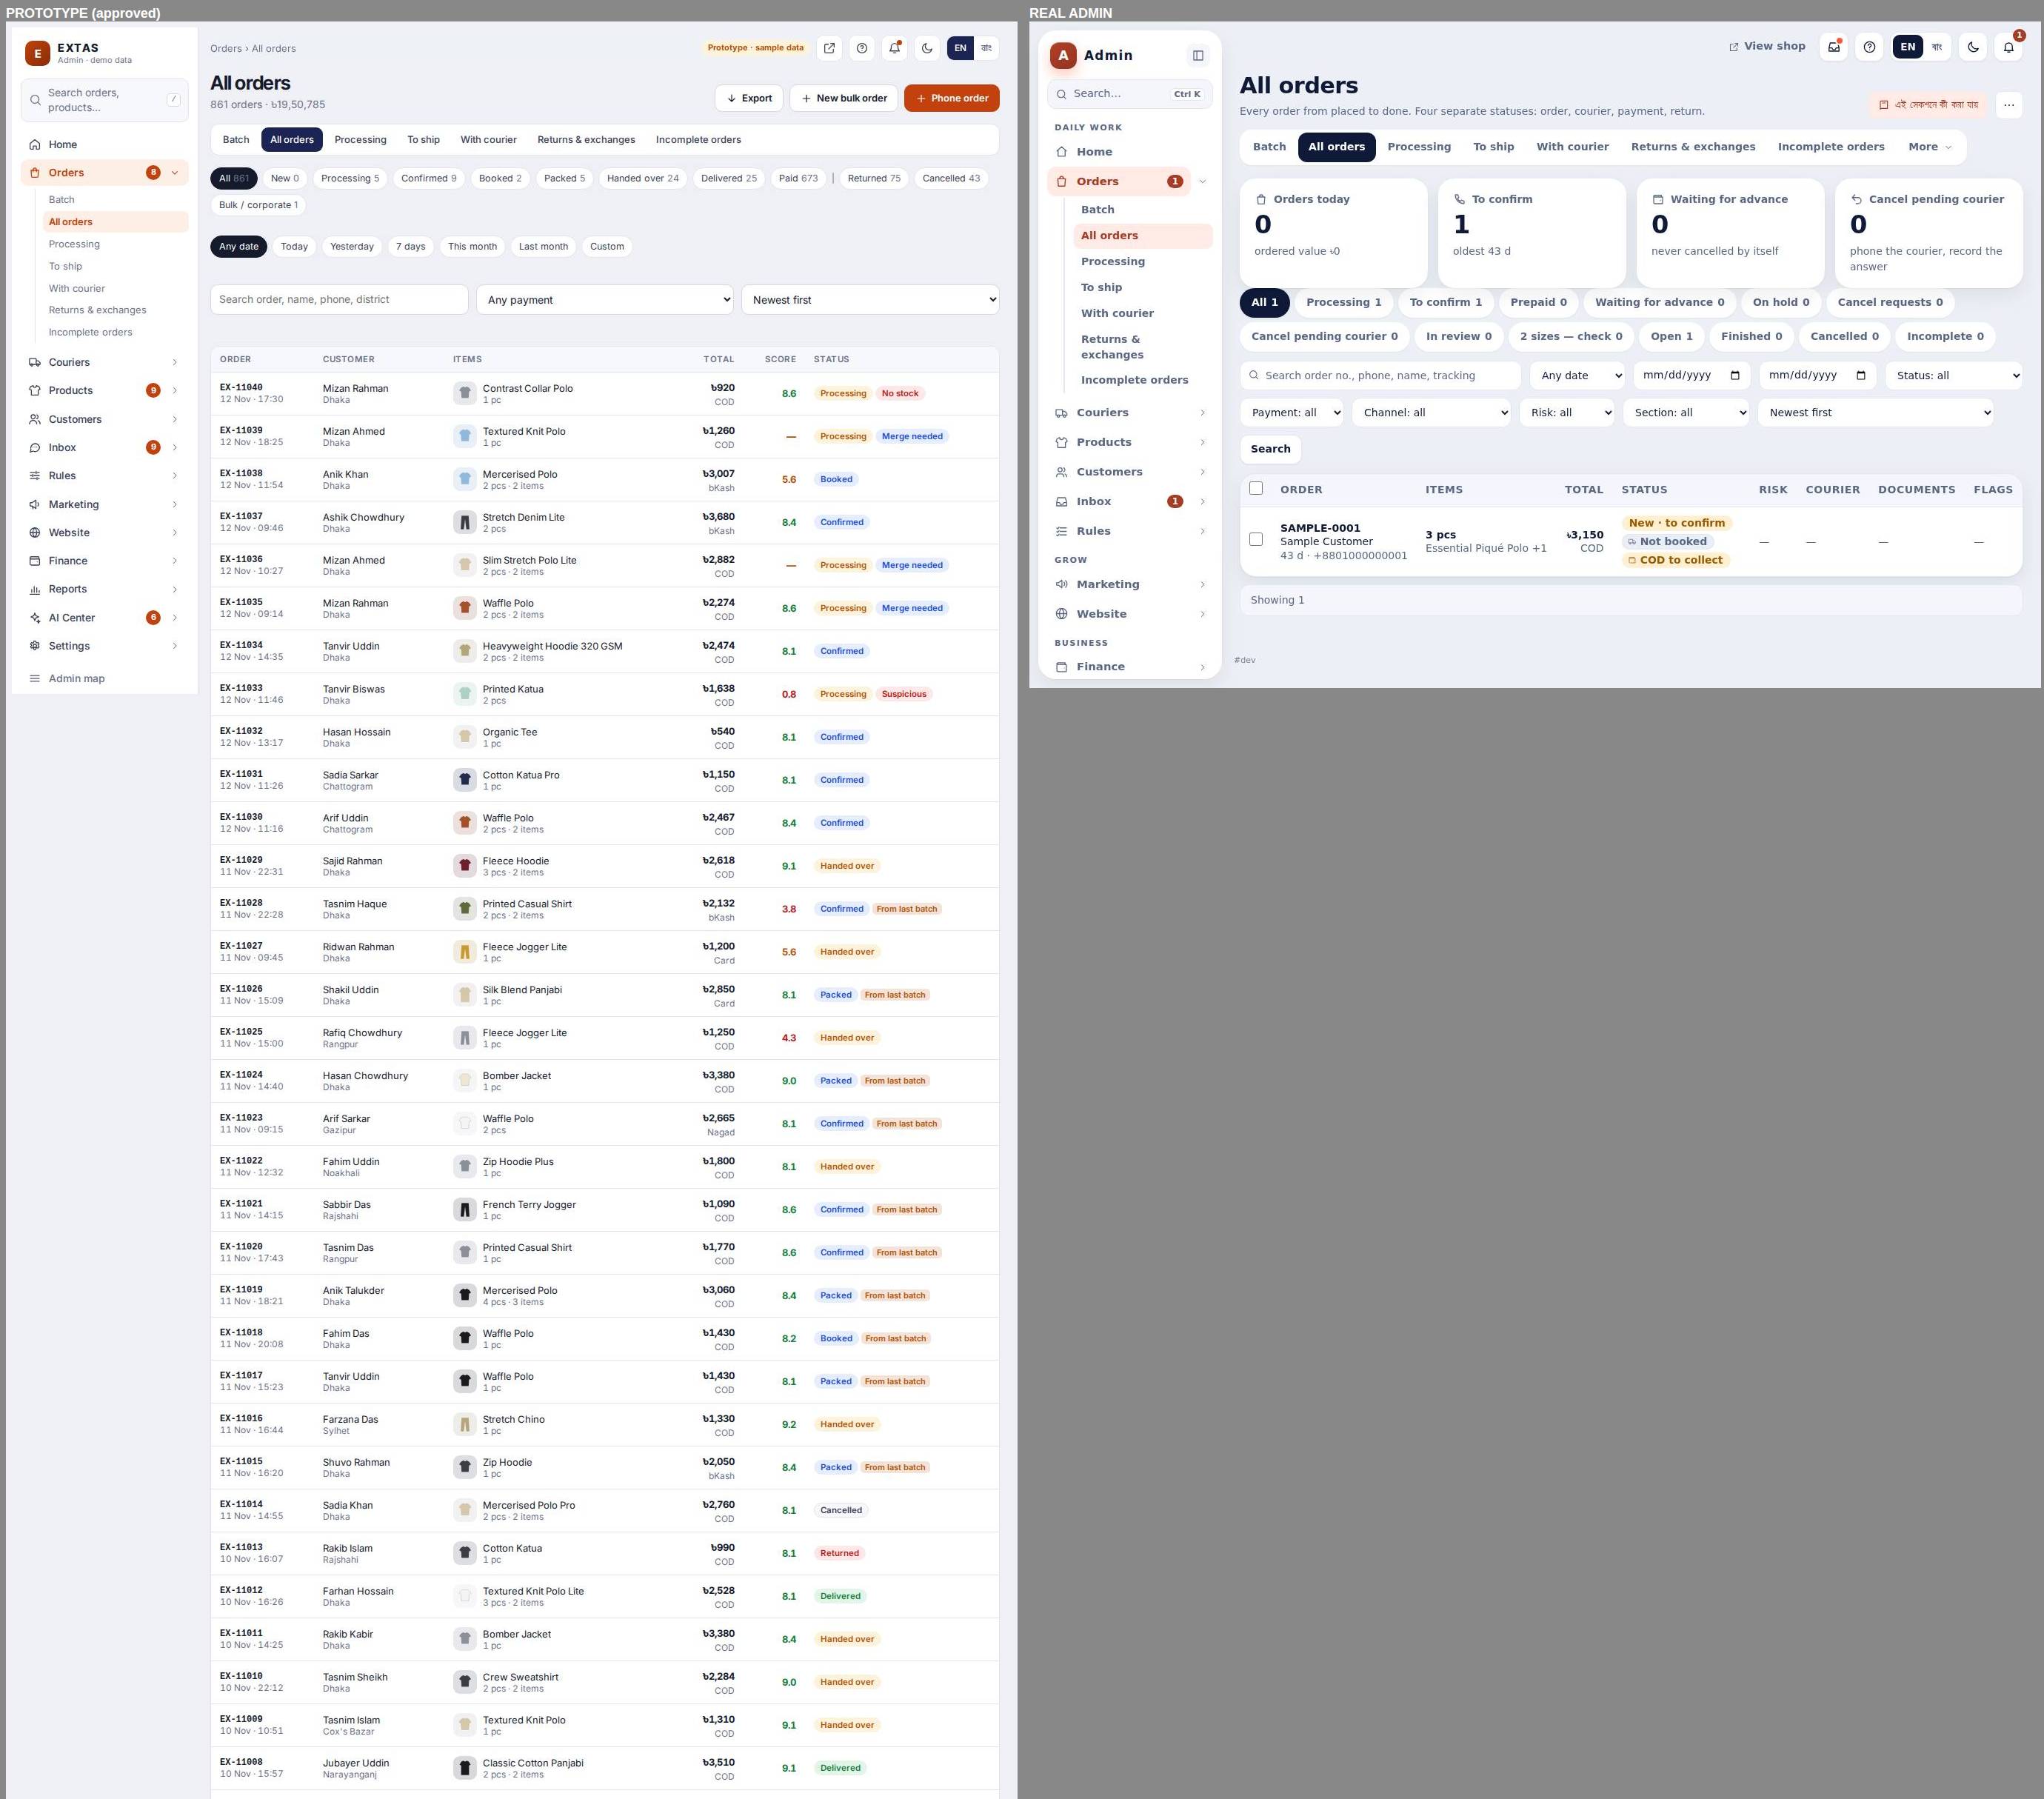 PROTOTYPE (approved)
E
EXTAS
Admin · demo data
Search orders,
products...
/
Home
Orders 8
Batch
All orders
Processing
To ship
With courier
Returns & exchanges
Incomplete orders
Couriers
Products 9
Customers
Inbox 9
Rules
Marketing
Website
Finance
Reports
AI Center 6
Settings
Admin map
Orders › All orders
Prototype · sample data
EN বাং
All orders
861 orders · ৳19,50,785
Export
New bulk order
Phone order
Batch All orders Processing To ship With courier Returns & exchanges Incomplete orders
All 861 New 0 Processing 5 Confirmed 9 Booked 2 Packed 5 Handed over 24 Delivered 25 Paid 673 | Returned 75 Cancelled 43
Bulk / corporate 1
Any date Today Yesterday 7 days This month Last month Custom
Search order, name, phone, district Any payment Newest first
ORDER CUSTOMER ITEMS TOTAL SCORE STATUS
EX-11040 Mizan Rahman Contrast Collar Polo ৳920 8.6 Processing No stock
12 Nov · 17:30 Dhaka 1 pc COD
EX-11039 Mizan Ahmed Textured Knit Polo ৳1,260 — Processing Merge needed
12 Nov · 18:25 Dhaka 1 pc COD
EX-11038 Anik Khan Mercerised Polo ৳3,007 5.6 Booked
12 Nov · 11:54 Dhaka 2 pcs · 2 items bKash
EX-11037 Ashik Chowdhury Stretch Denim Lite ৳3,680 8.4 Confirmed
12 Nov · 09:46 Dhaka 2 pcs bKash
EX-11036 Mizan Ahmed Slim Stretch Polo Lite ৳2,882 — Processing Merge needed
12 Nov · 10:27 Dhaka 2 pcs · 2 items COD
EX-11035 Mizan Rahman Waffle Polo ৳2,274 8.6 Processing Merge needed
12 Nov · 09:14 Dhaka 2 pcs · 2 items COD
EX-11034 Tanvir Uddin Heavyweight Hoodie 320 GSM ৳2,474 8.1 Confirmed
12 Nov · 14:35 Dhaka 2 pcs · 2 items COD
EX-11033 Tanvir Biswas Printed Katua ৳1,638 0.8 Processing Suspicious
12 Nov · 11:46 Dhaka 2 pcs COD
EX-11032 Hasan Hossain Organic Tee ৳540 8.1 Confirmed
12 Nov · 13:17 Dhaka 1 pc COD
EX-11031 Sadia Sarkar Cotton Katua Pro ৳1,150 8.1 Confirmed
12 Nov · 11:26 Chattogram 1 pc COD
EX-11030 Arif Uddin Waffle Polo ৳2,467 8.4 Confirmed
12 Nov · 11:16 Chattogram 2 pcs · 2 items COD
EX-11029 Sajid Rahman Fleece Hoodie ৳2,618 9.1 Handed over
11 Nov · 22:31 Dhaka 3 pcs · 2 items COD
EX-11028 Tasnim Haque Printed Casual Shirt ৳2,132 3.8 Confirmed From last batch
11 Nov · 22:28 Dhaka 2 pcs · 2 items bKash
EX-11027 Ridwan Rahman Fleece Jogger Lite ৳1,200 5.6 Handed over
11 Nov · 09:45 Dhaka 1 pc Card
EX-11026 Shakil Uddin Silk Blend Panjabi ৳2,850 8.1 Packed From last batch
11 Nov · 15:09 Dhaka 1 pc Card
EX-11025 Rafiq Chowdhury Fleece Jogger Lite ৳1,250 4.3 Handed over
11 Nov · 15:00 Rangpur 1 pc COD
EX-11024 Hasan Chowdhury Bomber Jacket ৳3,380 9.0 Packed From last batch
11 Nov · 14:40 Dhaka 1 pc COD
EX-11023 Arif Sarkar Waffle Polo ৳2,665 8.1 Confirmed From last batch
11 Nov · 09:15 Gazipur 2 pcs Nagad
EX-11022 Fahim Uddin Zip Hoodie Plus ৳1,800 8.1 Handed over
11 Nov · 12:32 Noakhali 1 pc COD
EX-11021 Sabbir Das French Terry Jogger ৳1,090 8.6 Confirmed From last batch
11 Nov · 14:15 Rajshahi 1 pc COD
EX-11020 Tasnim Das Printed Casual Shirt ৳1,770 8.6 Confirmed From last batch
11 Nov · 17:43 Rangpur 1 pc COD
EX-11019 Anik Talukder Mercerised Polo ৳3,060 8.4 Packed From last batch
11 Nov · 18:21 Dhaka 4 pcs · 3 items COD
EX-11018 Fahim Das Waffle Polo ৳1,430 8.2 Booked From last batch
11 Nov · 20:08 Dhaka 1 pc COD
EX-11017 Tanvir Uddin Waffle Polo ৳1,430 8.1 Packed From last batch
11 Nov · 15:23 Dhaka 1 pc COD
EX-11016 Farzana Das Stretch Chino ৳1,330 9.2 Handed over
11 Nov · 16:44 Sylhet 1 pc COD
EX-11015 Shuvo Rahman Zip Hoodie ৳2,050 8.4 Packed From last batch
11 Nov · 16:20 Dhaka 1 pc bKash
EX-11014 Sadia Khan Mercerised Polo Pro ৳2,760 8.1 Cancelled
11 Nov · 14:55 Dhaka 2 pcs · 2 items COD
EX-11013 Rakib Islam Cotton Katua ৳990 8.1 Returned
10 Nov · 16:07 Rajshahi 1 pc COD
EX-11012 Farhan Hossain Textured Knit Polo Lite ৳2,528 8.1 Delivered
10 Nov · 16:26 Dhaka 3 pcs · 2 items COD
EX-11011 Rakib Kabir Bomber Jacket ৳3,380 8.4 Handed over
10 Nov · 14:25 Dhaka 1 pc COD
EX-11010 Tasnim Sheikh Crew Sweatshirt ৳2,284 9.0 Handed over
10 Nov · 22:12 Dhaka 2 pcs · 2 items COD
EX-11009 Tasnim Islam Textured Knit Polo ৳1,310 9.1 Handed over
10 Nov · 10:51 Cox's Bazar 1 pc COD
EX-11008 Jubayer Uddin Classic Cotton Panjabi ৳3,510 9.1 Delivered
10 Nov · 15:57 Narayanganj 2 pcs · 2 items COD
REAL ADMIN
A Admin
Search... Ctrl K
DAILY WORK
Home
Orders 1
Batch
All orders
Processing
To ship
With courier
Returns &
exchanges
Incomplete orders
Couriers
Products
Customers
Inbox 1
Rules
GROW
Marketing
Website
BUSINESS
Finance
View shop EN বাং 1
All orders
Every order from placed to done. Four separate statuses: order, courier, payment, return.
এই সেকশনে কী করা যায় ...
Batch All orders Processing To ship With courier Returns & exchanges Incomplete orders More
Orders today To confirm Waiting for advance Cancel pending courier
0 1 0 0
ordered value ৳0 oldest 43 d never cancelled by itself phone the courier, record the
answer
All 1 Processing 1 To confirm 1 Prepaid 0 Waiting for advance 0 On hold 0 Cancel requests 0
Cancel pending courier 0 In review 0 2 sizes — check 0 Open 1 Finished 0 Cancelled 0 Incomplete 0
Search order no., phone, name, tracking Any date mm/dd/yyyy mm/dd/yyyy Status: all
Payment: all Channel: all Risk: all Section: all Newest first
Search
ORDER ITEMS TOTAL STATUS RISK COURIER DOCUMENTS FLAGS
SAMPLE-0001 3 pcs ৳3,150 New · to confirm
Sample Customer Essential Piqué Polo +1 COD Not booked — — — —
43 d · +8801000000001 COD to collect
Showing 1
#dev